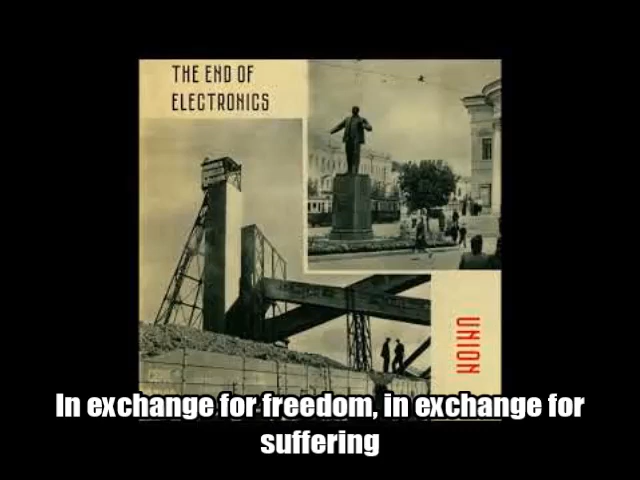 THE END OF
ELECTRONICS
UNION
In exchange for freedom, in exchange for
suffering